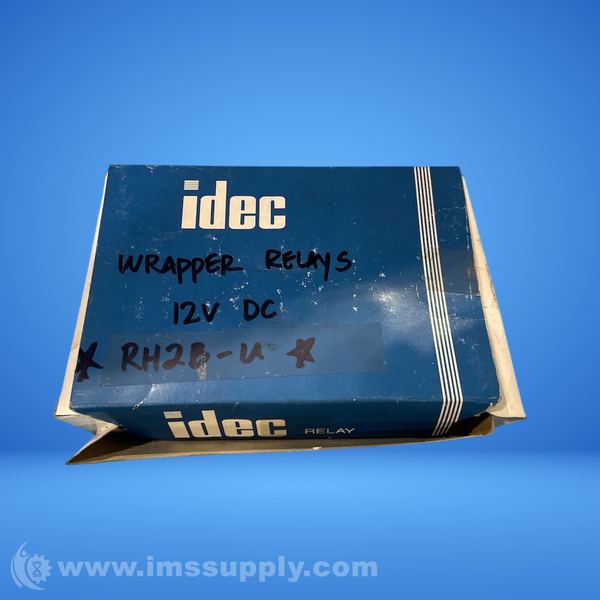 idec
WRAPPER RELAYS
12V DC
☆ RH2B-U ☆
idec RELAY
www.imssupply.com